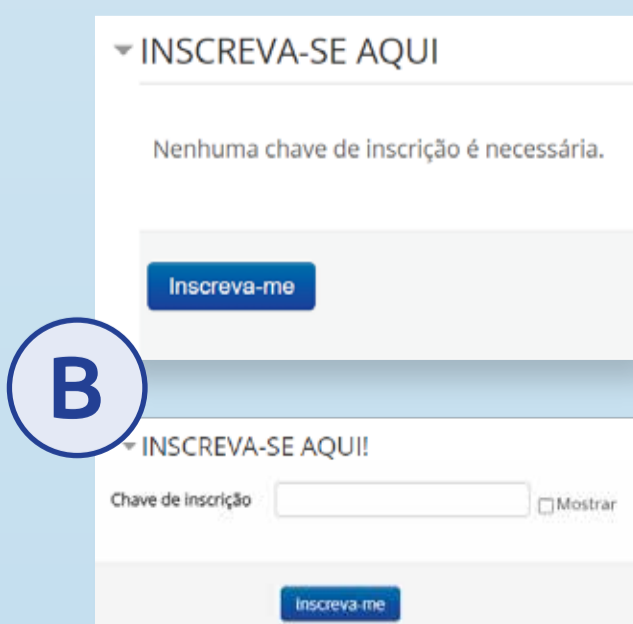 INSCREVA-SE AQUI
Nenhuma chave de inscrição é necessária.
Inscreva-me
B
INSCREVA-SE AQUI!
Chave de inscrição
Mostrar
Inscreva-me